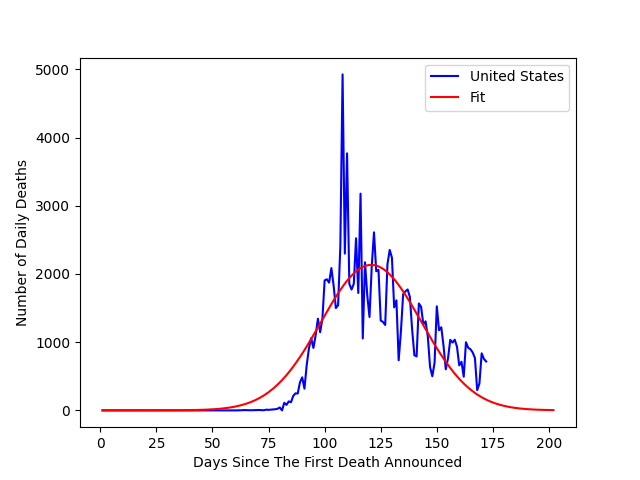 United States
Fit
Number of Daily Deaths
5000
4000
3000
2000
1000
0
0 25 50 75 100 125 150 175 200
Days Since The First Death Announced